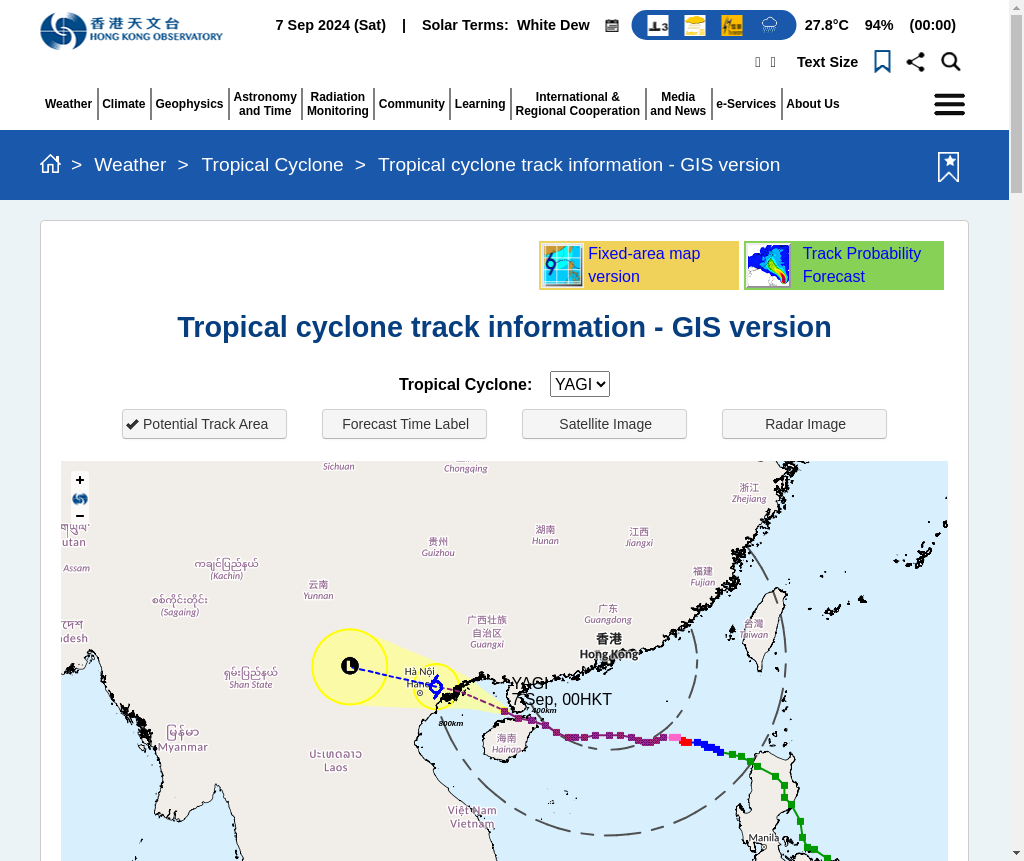 香港天文台
HONG KONG OBSERVATORY
7 Sep 2024 (Sat) | Solar Terms: White Dew
27.8°C 94% (00:00)
Text Size
Weather
Climate
Geophysics
Astronomy
and Time
Radiation
Monitoring
Community
Learning
International &
Regional Cooperation
Media
and News
e-Services
About Us
> Weather > Tropical Cyclone > Tropical cyclone track information - GIS version
Fixed-area map
version
Track Probability
Forecast
Tropical cyclone track information - GIS version
Tropical Cyclone: YAGI
Potential Track Area
Forecast Time Label
Satellite Image
Radar Image
+
−
Sichuan
Chongqing
浙江
Zhejiang
湖南
Hunan
江西
Jiangxi
贵州
Guizhou
utan
Assam
ကချင်ပြည်နယ်
(Kachin)
云南
Yunnan
福建
Fujian
စစ်ကိုင်းတိုင်း
(Sagaing)
广西壮族
自治区
Guangxi
广东
Guangdong
台灣
Taiwan
desh
香港
Hong Kong
ရှမ်းပြည်နယ်
Shan State
Hà Nội
L
YAGI
7 Sep, 00HKT
400km
800km
မြန်မာ
Myanmar
海南
Hainan
ປະເທດລາວ
Laos
Việt Nam
Vietnam
Manila